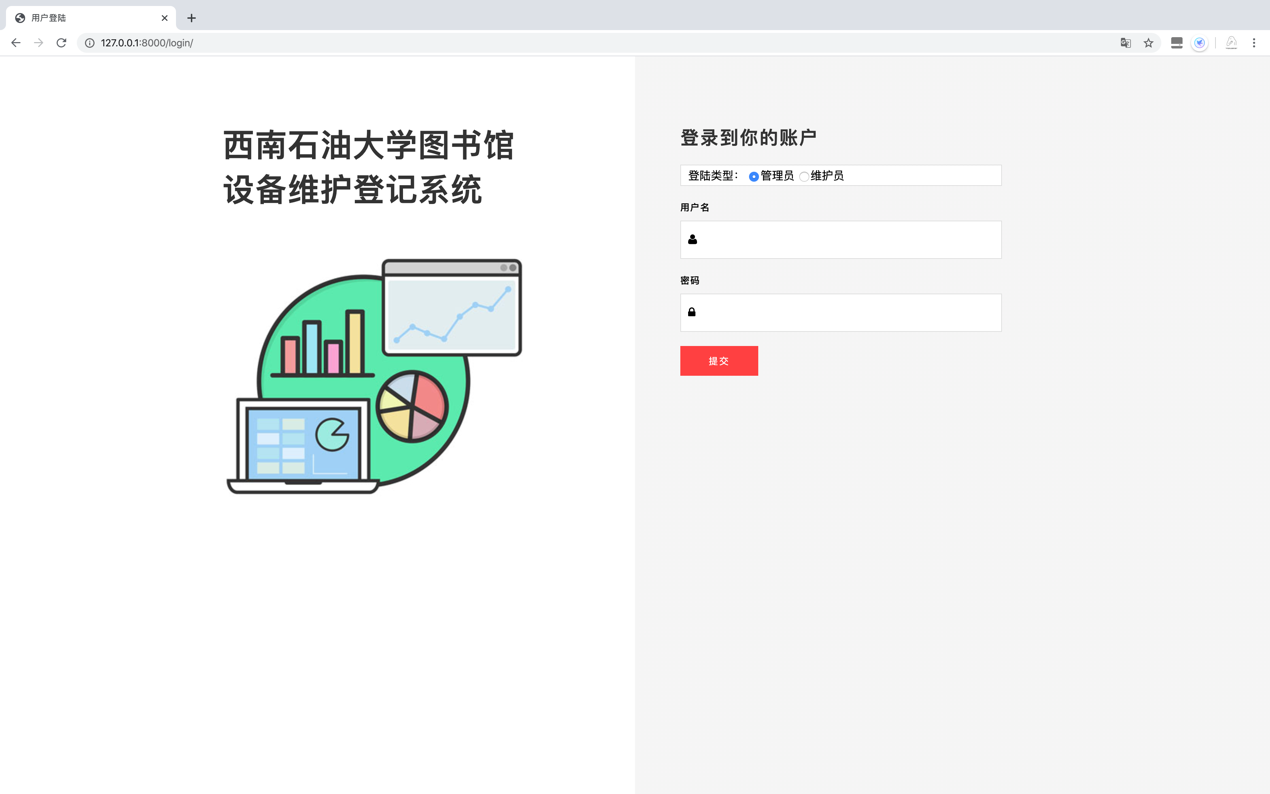 用户登陆
127.0.0.1:8000/login/
西南石油大学图书馆
设备维护登记系统
登录到你的账户
登陆类型： 管理员 维护员
用户名
密码
提交